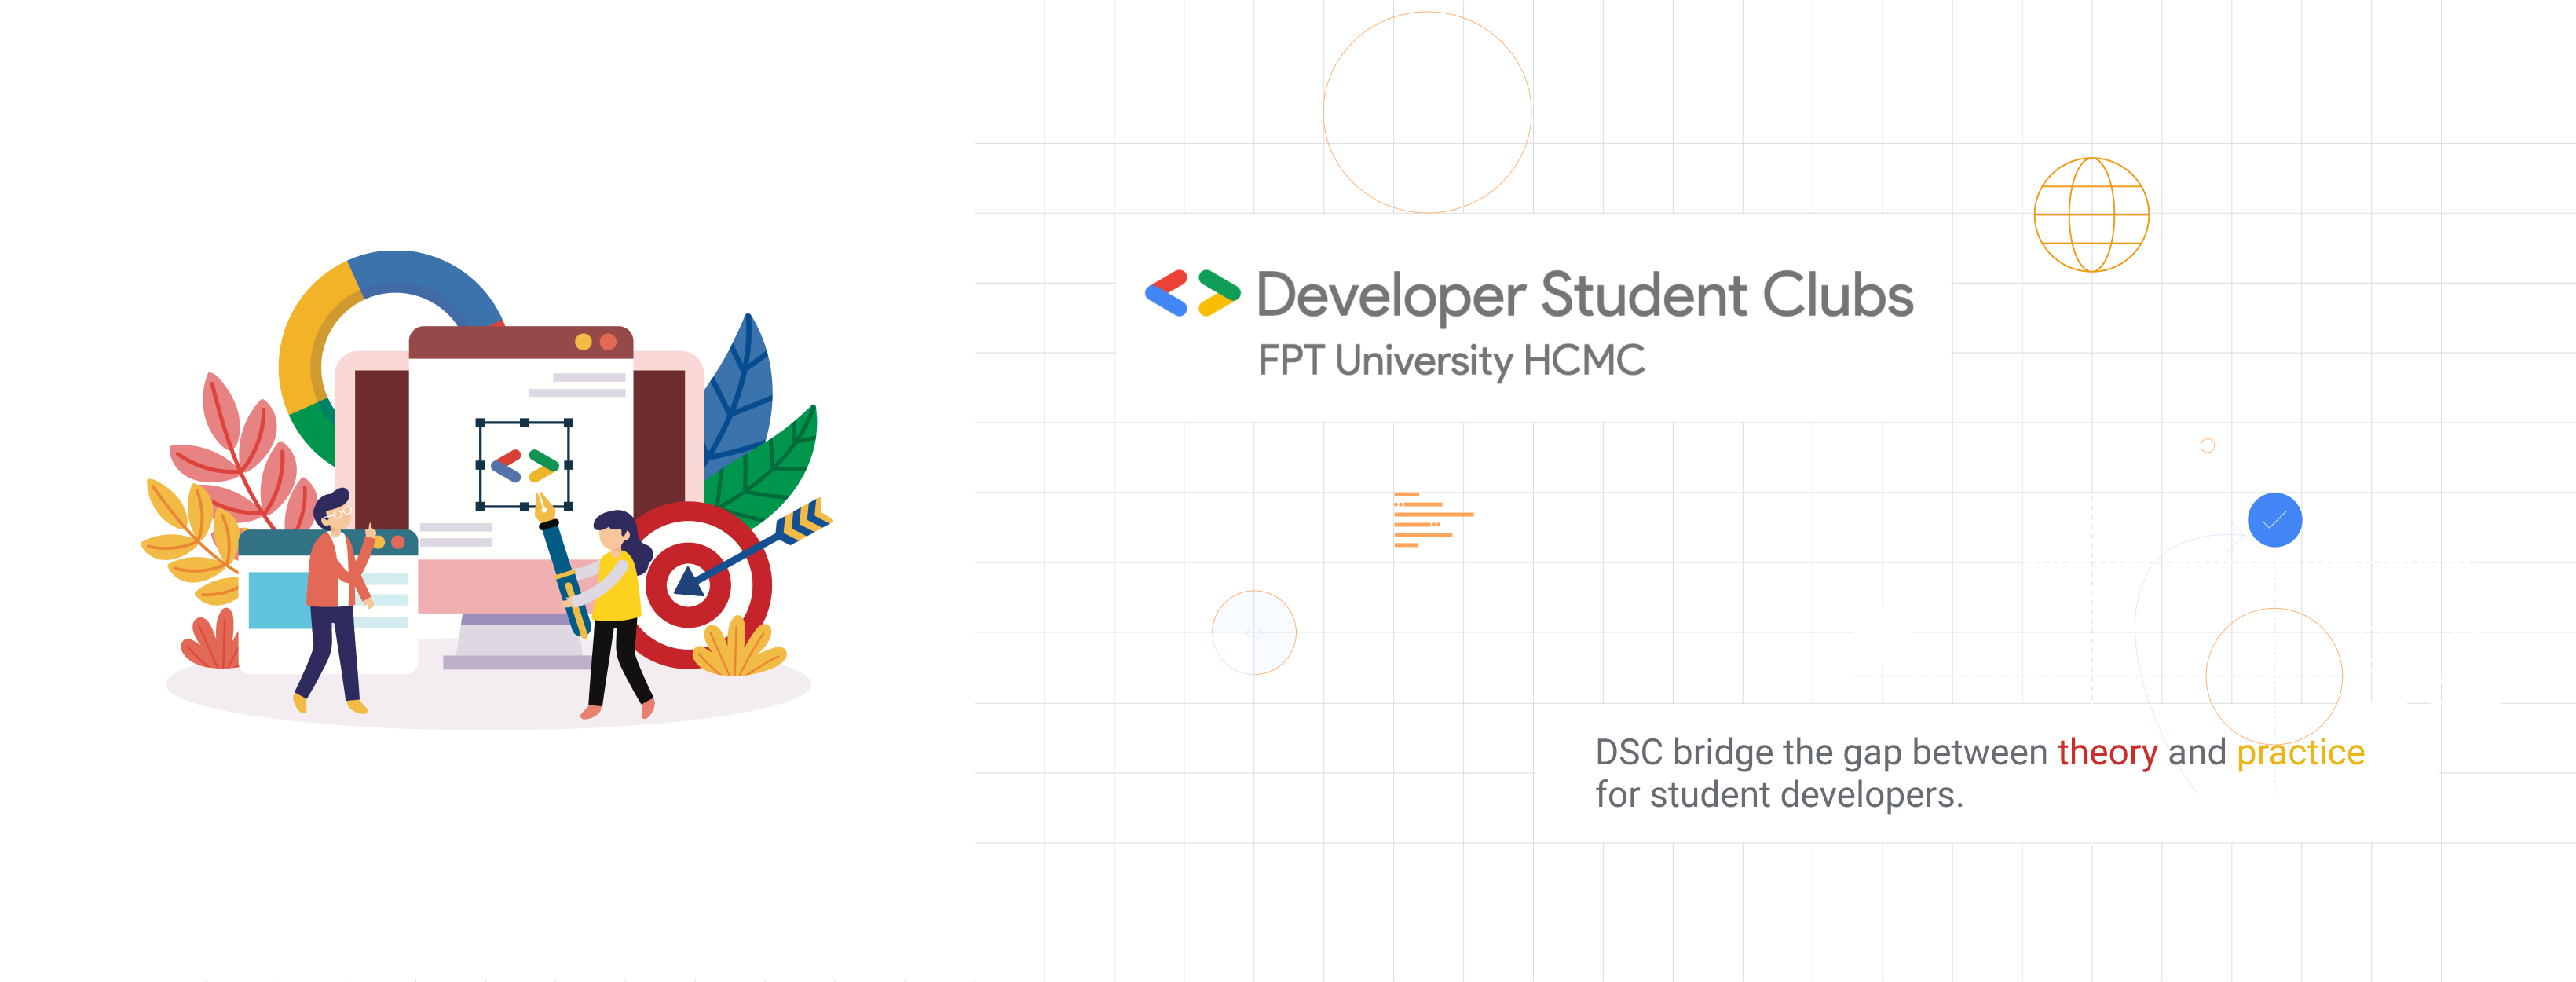 Developer Student Clubs
FPT University HCMC
DSC bridge the gap between theory and practice
for student developers.